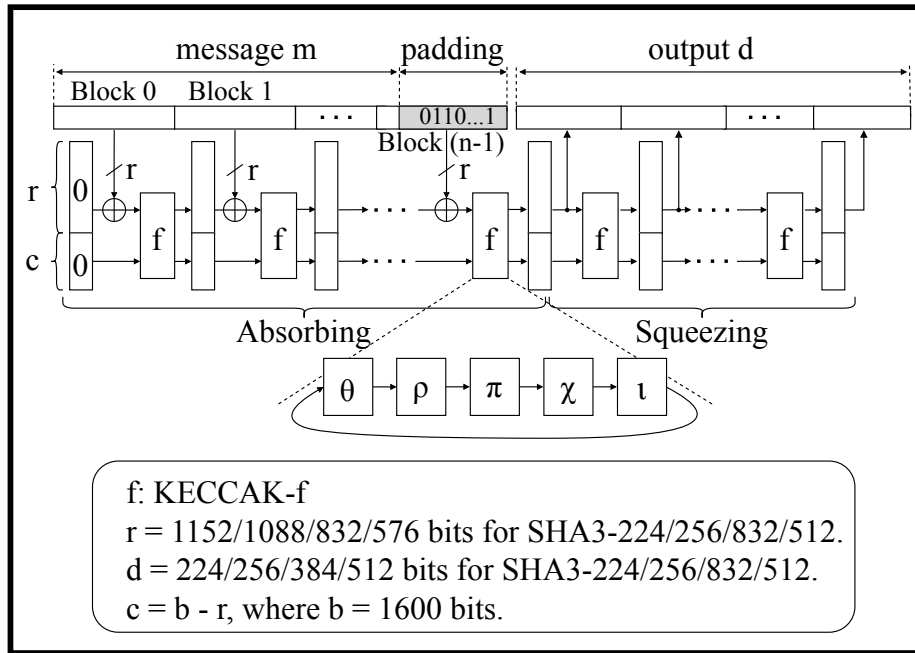 message m padding output d
Block 0 Block 1 · · · 0110...1 · · ·
Block (n-1)
r r r
r 0 f f · · · f f · · · f
c 0 · · · · · ·
Absorbing Squeezing
θ ρ π χ ι
f: KECCAK-f
r = 1152/1088/832/576 bits for SHA3-224/256/832/512.
d = 224/256/384/512 bits for SHA3-224/256/832/512.
c = b - r, where b = 1600 bits.